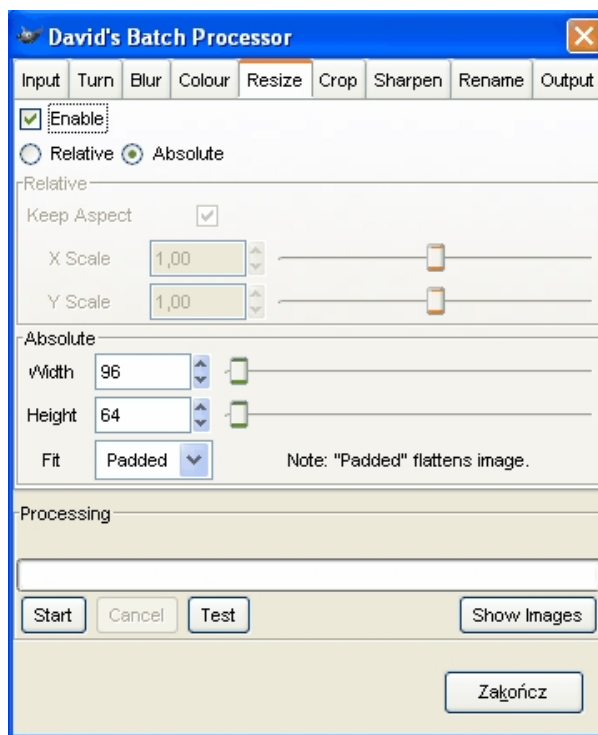 David's Batch Processor
Input Turn Blur Colour Resize Crop Sharpen Rename Output
Enable
Relative Absolute
Relative
Keep Aspect
X Scale 1,00
Y Scale 1,00
Absolute
Width 96
Height 64
Fit Padded Note: "Padded" flattens image.
Processing
Start Cancel Test Show Images
Zakończ